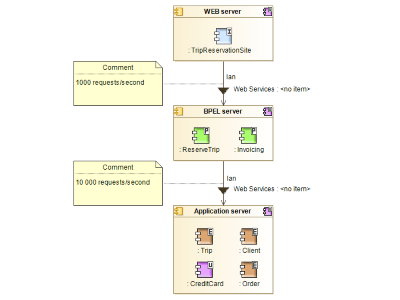 WEB server
I
: TripReservationSite
Comment
1000 requests/second
lan
Web Services : <no item>
BPEL server
P
: ReserveTrip
P
: Invoicing
Comment
10 000 requests/second
lan
Web Services : <no item>
Application server
E
: Trip
E
: Client
U
: CreditCard
E
: Order